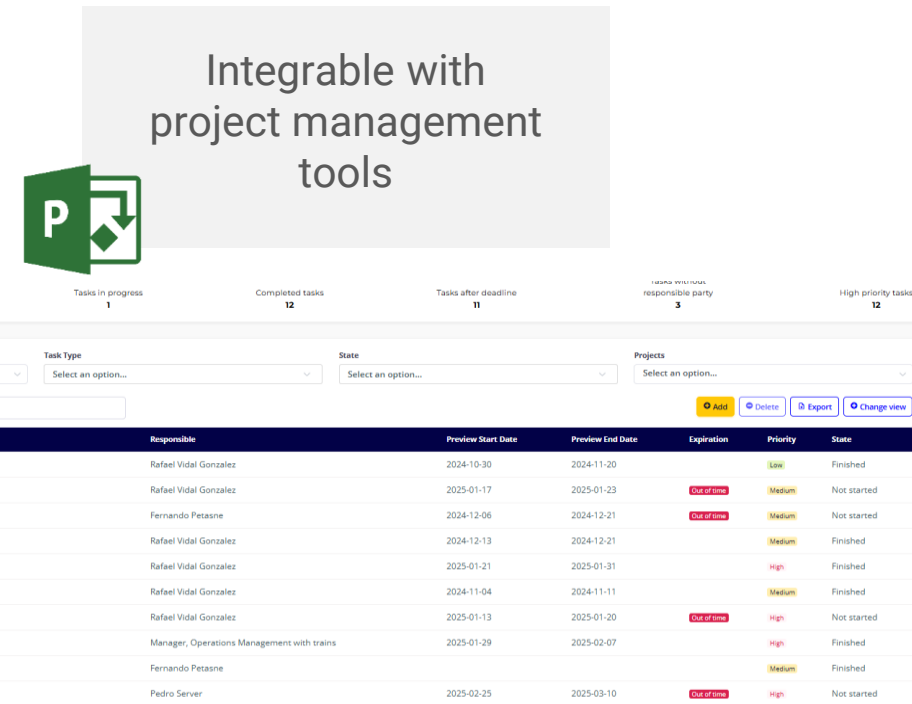 Integrable with
project management
tools
P
Tasks in progress
1
Completed tasks
12
Tasks after deadline
11
Tasks without
responsible party
3
High priority tasks
12
Task Type
State
Projects
Select an option...
Select an option...
Select an option...
Add Delete Export Change view
Responsible Preview Start Date Preview End Date Expiration Priority State
Rafael Vidal Gonzalez 2024-10-30 2024-11-20 Low Finished
Rafael Vidal Gonzalez 2025-01-17 2025-01-23 Out of time Medium Not started
Fernando Petasne 2024-12-06 2024-12-21 Out of time Medium Not started
Rafael Vidal Gonzalez 2024-12-13 2024-12-21 Medium Finished
Rafael Vidal Gonzalez 2025-01-21 2025-01-31 High Finished
Rafael Vidal Gonzalez 2024-11-04 2024-11-11 Medium Finished
Rafael Vidal Gonzalez 2025-01-13 2025-01-20 Out of time High Not started
Manager, Operations Management with trains 2025-01-29 2025-02-07 High Finished
Fernando Petasne Medium Finished
Pedro Server 2025-02-25 2025-03-10 Out of time High Not started